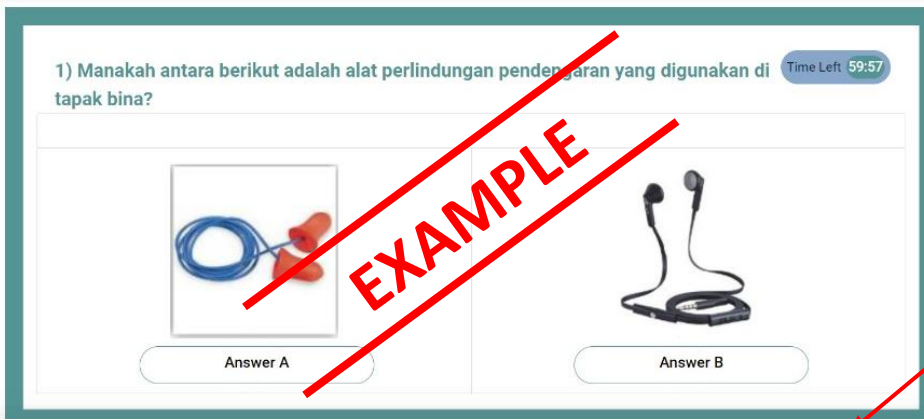 1) Manakah antara berikut adalah alat perlindungan pendengaran yang digunakan di
tapak bina?
Time Left 59:57
EXAMPLE
Answer A
Answer B